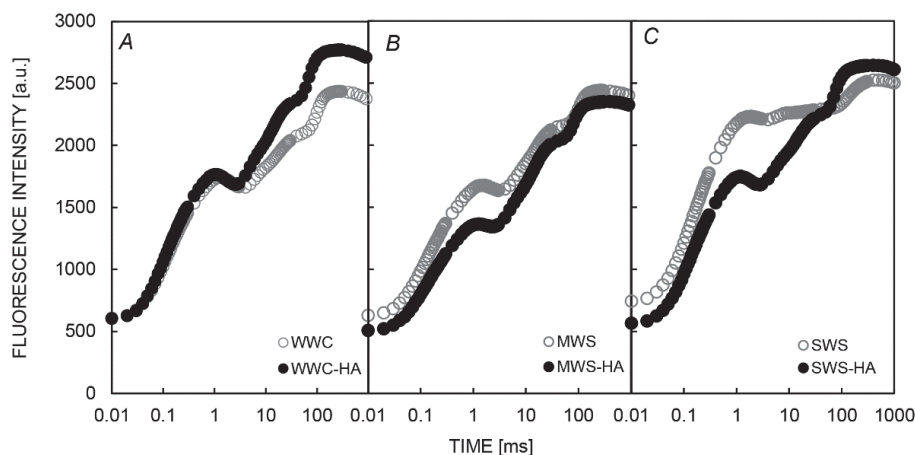 A
B
C
3000
2500
2000
1500
1000
500
0
FLUORESCENCE INTENSITY [a.u.]
WWC
WWC-HA
MWS
MWS-HA
SWS
SWS-HA
0.01 0.1 1 10 100 0.01 0.1 1 10 100 0.01 0.1 1 10 100 1000
TIME [ms]